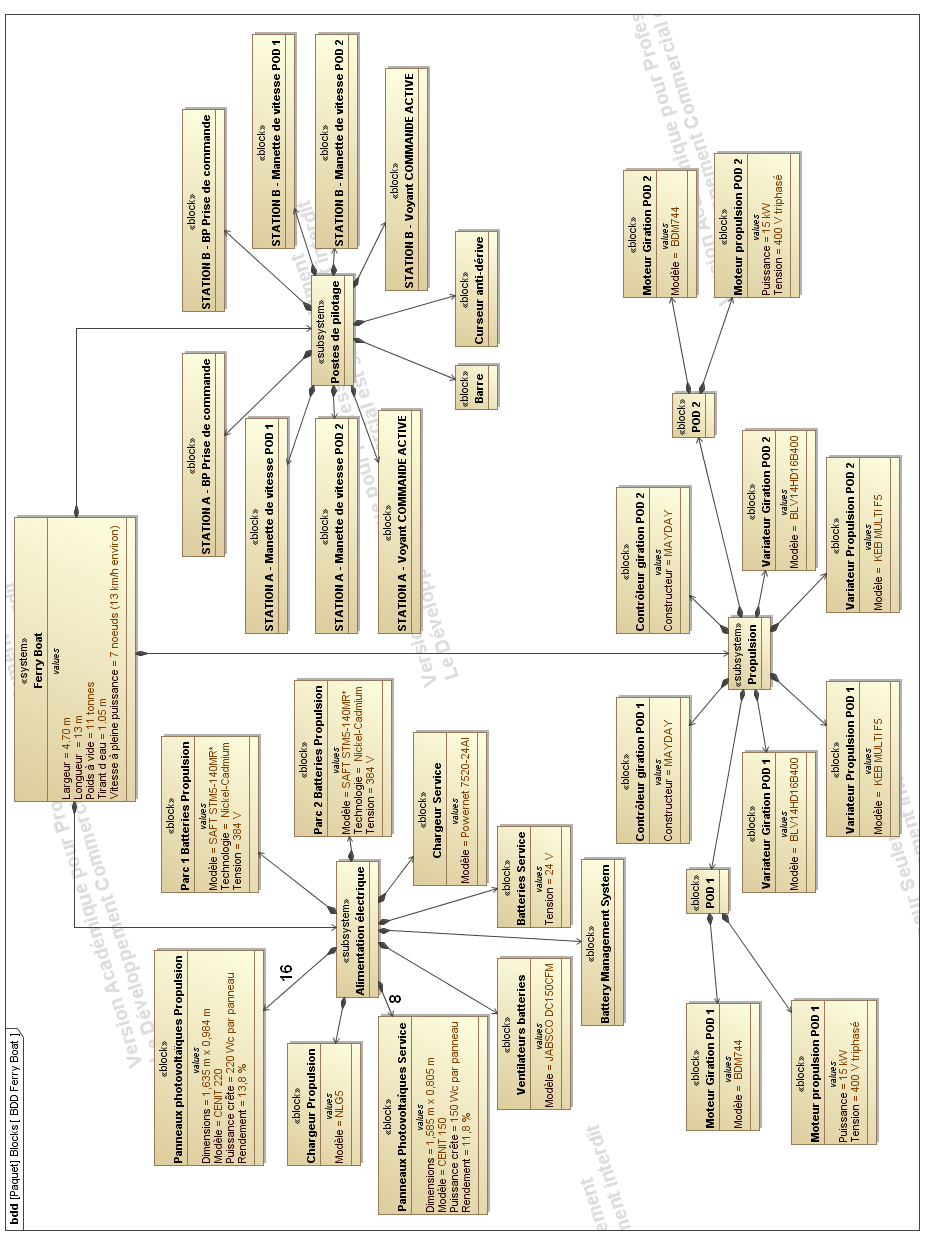 bdd [Paquet] Blocks [ BDD Ferry Boat ]
«system»
Ferry Boat
values
Largeur = 4.70 m
Longueur = 13 m
Poids à vide = 11 tonnes
Tirant d eau = 1.05 m
Vitesse à pleine puissance = 7 noeuds (13 km/h environ)
«block»
Panneaux photovoltaïques Propulsion
values
Dimensions = 1,635 m x 0,984 m
Modèle = CENIT 220
Puissance crête = 220 Wc par panneau
Rendement = 13,8 %
16
«block»
Parc 1 Batteries Propulsion
values
Modèle = SAFT STM5-140MR*
Technologie = Nickel-Cadmium
Tension = 384 V
«block»
Chargeur Propulsion
values
Modèle = NLG5
«subsystem»
Alimentation électrique
«block»
Parc 2 Batteries Propulsion
values
Modèle = SAFT STM5-140MR*
Technologie = Nickel-Cadmium
Tension = 384 V
«block»
Panneaux Photovoltaiques Service
values
Dimensions = 1,585 m x 0,805 m
Modèle = CENIT 150
Puissance crête = 150 Wc par panneau
Rendement = 11,8 %
8
«block»
Chargeur Service
values
Modèle = Powernet 7520-24AI
«block»
Ventilateurs batteries
values
Modèle = JABSCO DC150CFM
«block»
Batteries Service
values
Tension = 24 V
«block»
Battery Management System
«block»
STATION A - BP Prise de commande
«block»
STATION B - BP Prise de commande
«block»
STATION A - Manette de vitesse POD 1
«block»
STATION B - Manette de vitesse POD 1
«subsystem»
Postes de pilotage
«block»
STATION A - Manette de vitesse POD 2
«block»
STATION B - Manette de vitesse POD 2
«block»
STATION A - Voyant COMMANDE ACTIVE
«block»
STATION B - Voyant COMMANDE ACTIVE
«block»
Barre
«block»
Curseur anti-dérive
«block»
Contrôleur giration POD 1
values
Constructeur = MAYDAY
«block»
Contrôleur giration POD 2
values
Constructeur = MAYDAY
«block»
POD 1
«subsystem»
Propulsion
«block»
POD 2
«block»
Moteur Giration POD 1
values
Modèle = BDM744
«block»
Moteur propulsion POD 1
values
Puissance = 15 kW
Tension = 400 V triphasé
«block»
Variateur Giration POD 1
values
Modèle = BLV14HD16B400
«block»
Variateur Giration POD 2
values
Modèle = BLV14HD16B400
«block»
Variateur Propulsion POD 1
values
Modèle = KEB MULTI F5
«block»
Variateur Propulsion POD 2
values
Modèle = KEB MULTI F5
«block»
Moteur Giration POD 2
values
Modèle = BDM744
«block»
Moteur propulsion POD 2
values
Puissance = 15 kW
Tension = 400 V triphasé